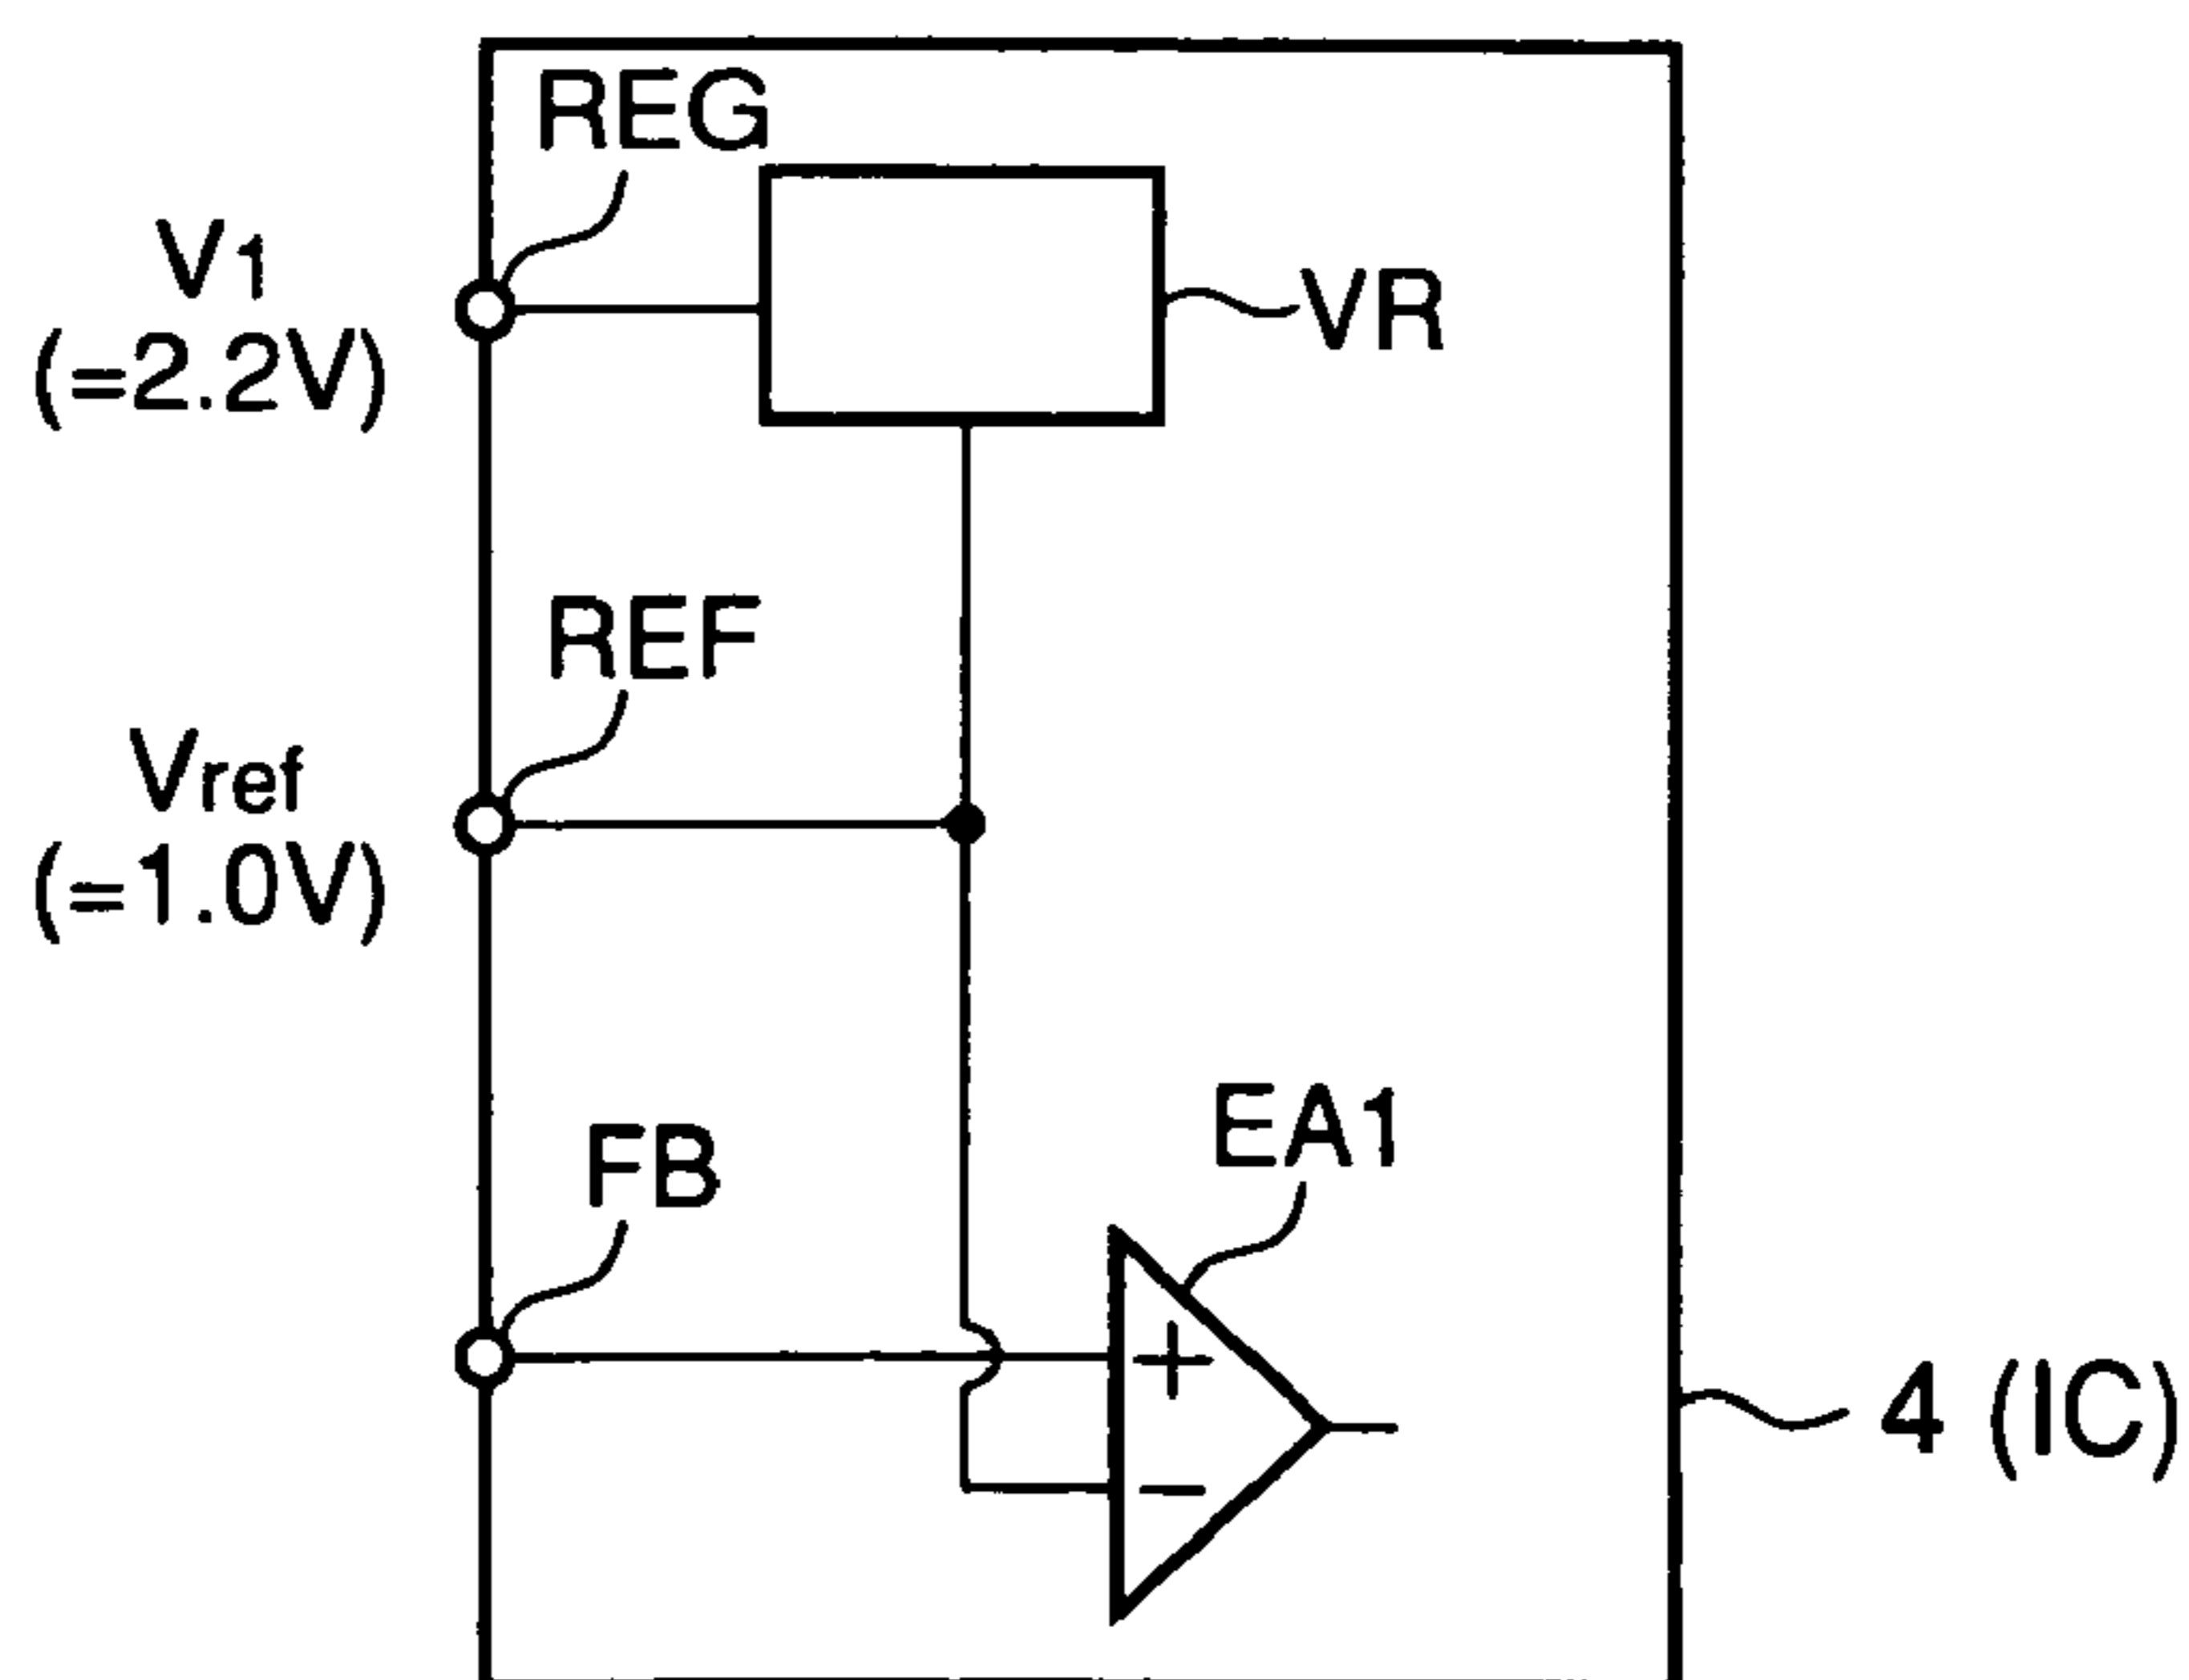 REG
V1
(=2.2V)
VR
REF
Vref
(=1.0V)
EA1
FB
+
−
4 (IC)